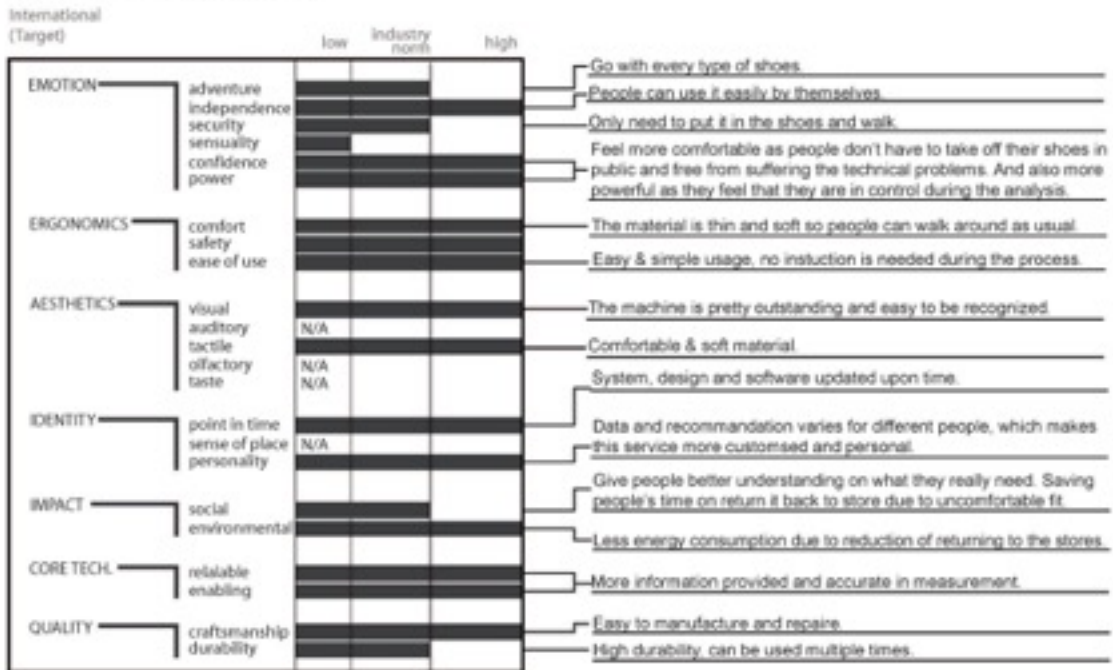 International
(Target)
low
industry
norm
high
EMOTION
adventure
independence
security
sensuality
confidence
power
Go with every type of shoes.
People can use it easily by themselves.
Only need to put it in the shoes and walk.
Feel more comfortable as people don't have to take off their shoes in
public and free from suffering the technical problems. And also more
powerful as they feel that they are in control during the analysis.
ERGONOMICS
comfort
safety
ease of use
The material is thin and soft so people can walk around as usual.
Easy & simple usage, no instuction is needed during the process.
AESTHETICS
visual
auditory N/A
tactile
olfactory N/A
taste N/A
The machine is pretty outstanding and easy to be recognized.
Comfortable & soft material.
System, design and software updated upon time.
IDENTITY
point in time
sense of place N/A
personality
Data and recommandation varies for different people, which makes
this service more customsed and personal.
IMPACT
social
environmental
Give people better understanding on what they really need. Saving
people's time on return it back to store due to uncomfortable fit.
Less energy consumption due to reduction of returning to the stores.
CORE TECH.
relalable
enabling
More information provided and accurate in measurement.
QUALITY
craftsmanship
durability
Easy to manufacture and repaire.
High durability, can be used multiple times.